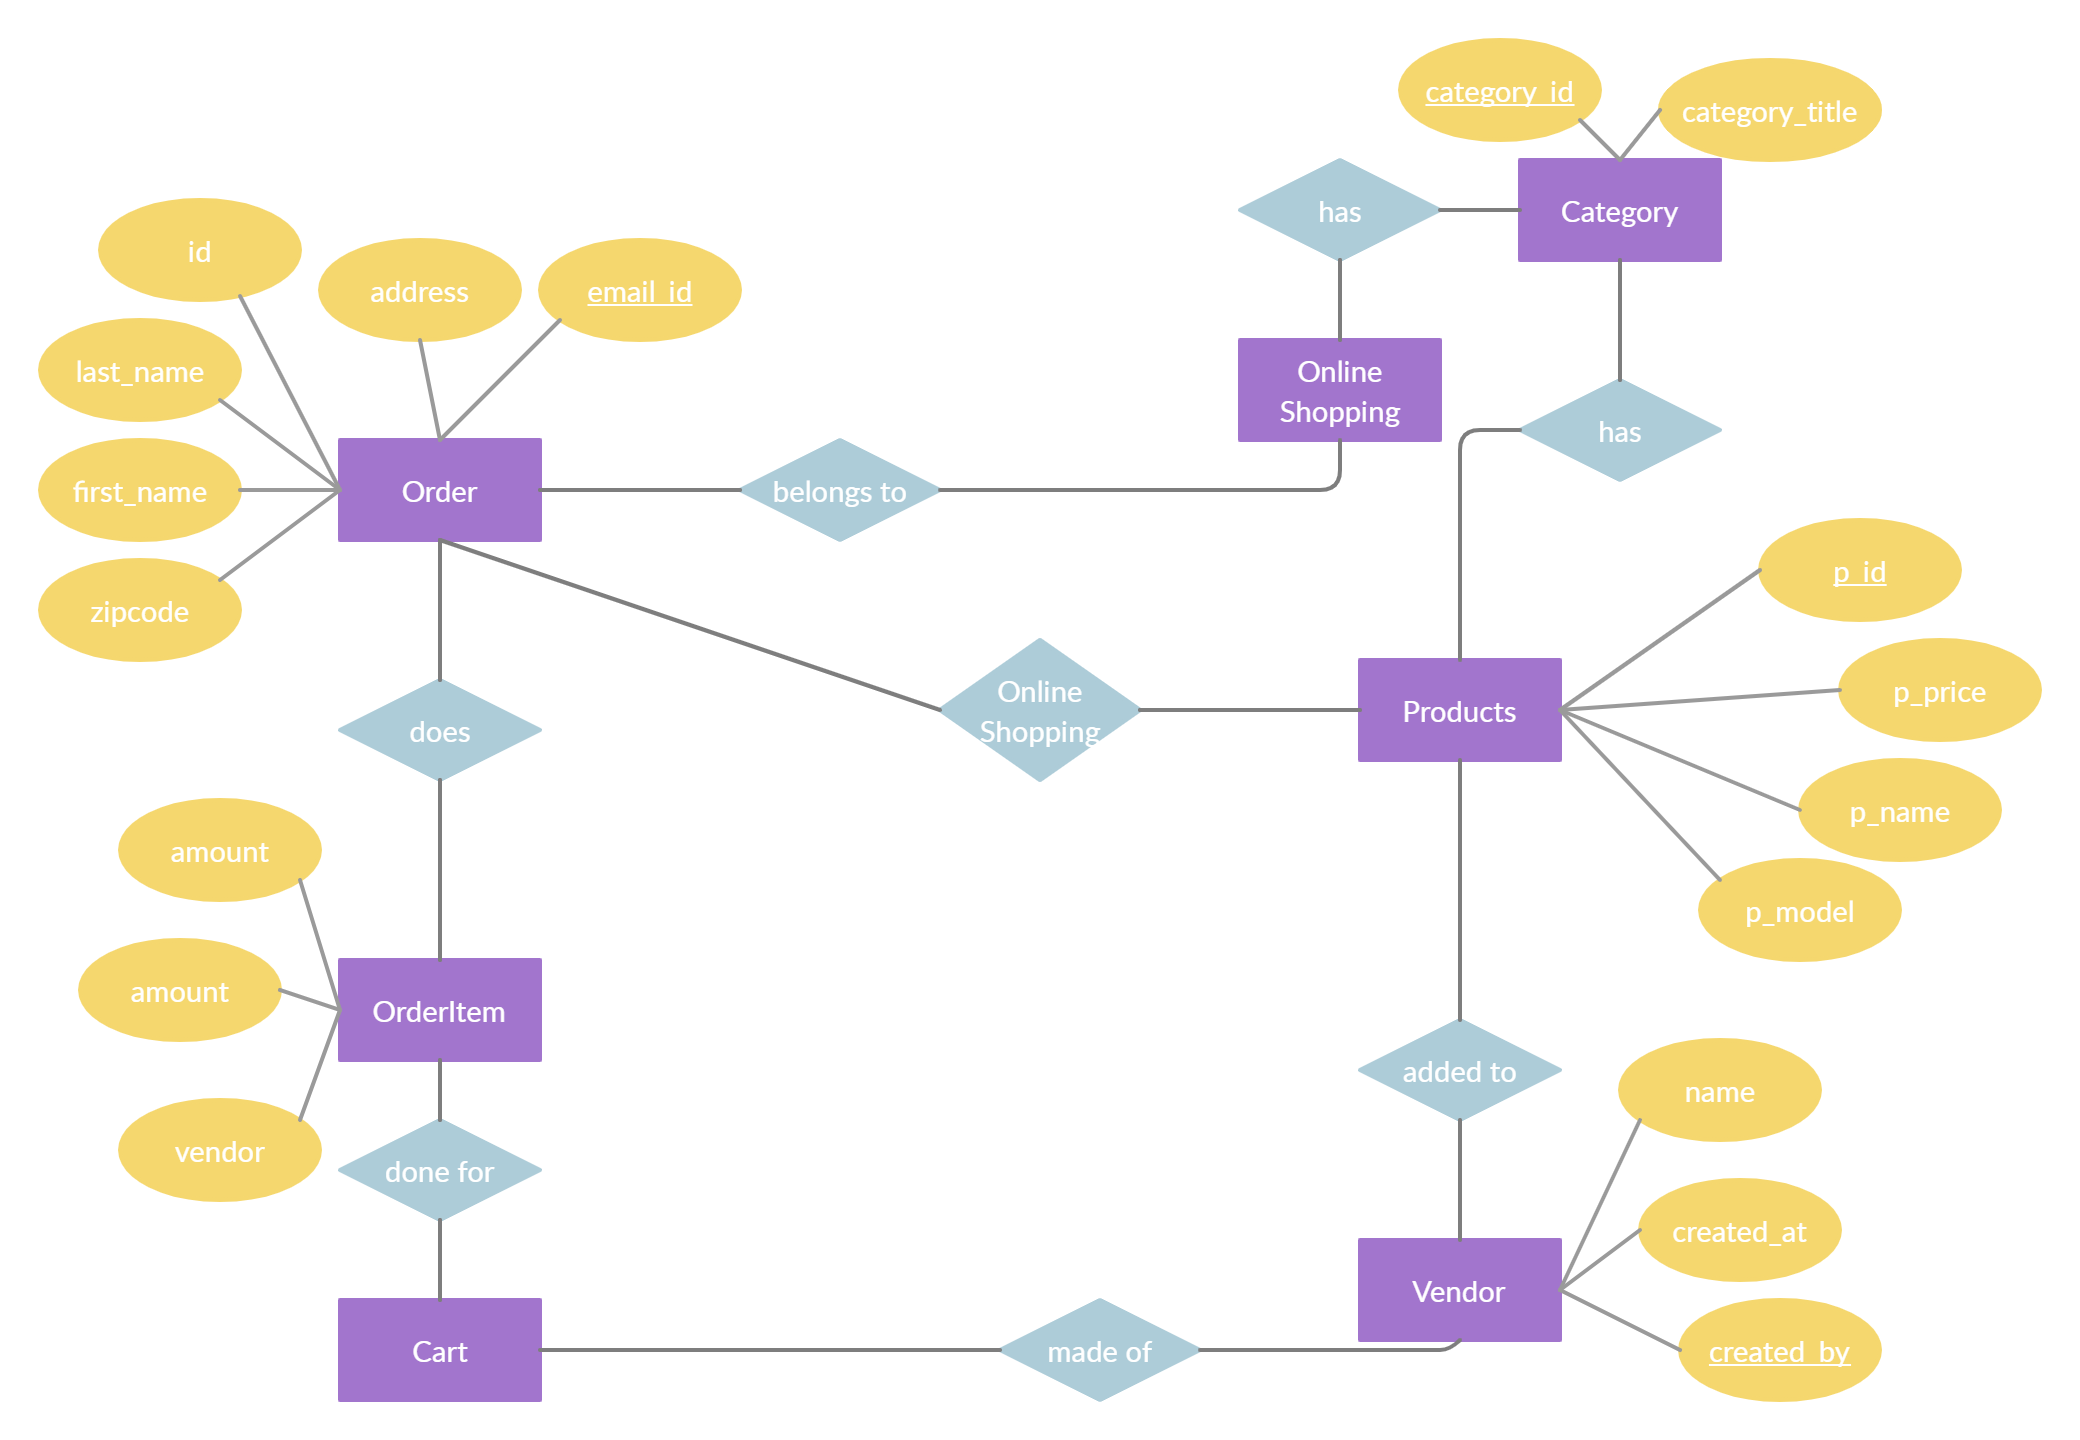 category_id
category_title
has
Category
id
address
email_id
last_name
Online
Shopping
has
first_name
Order
belongs to
zipcode
p_id
does
Online
Shopping
Products
p_price
p_name
amount
p_model
amount
OrderItem
added to
name
vendor
done for
created_at
Vendor
Cart
made of
created_by